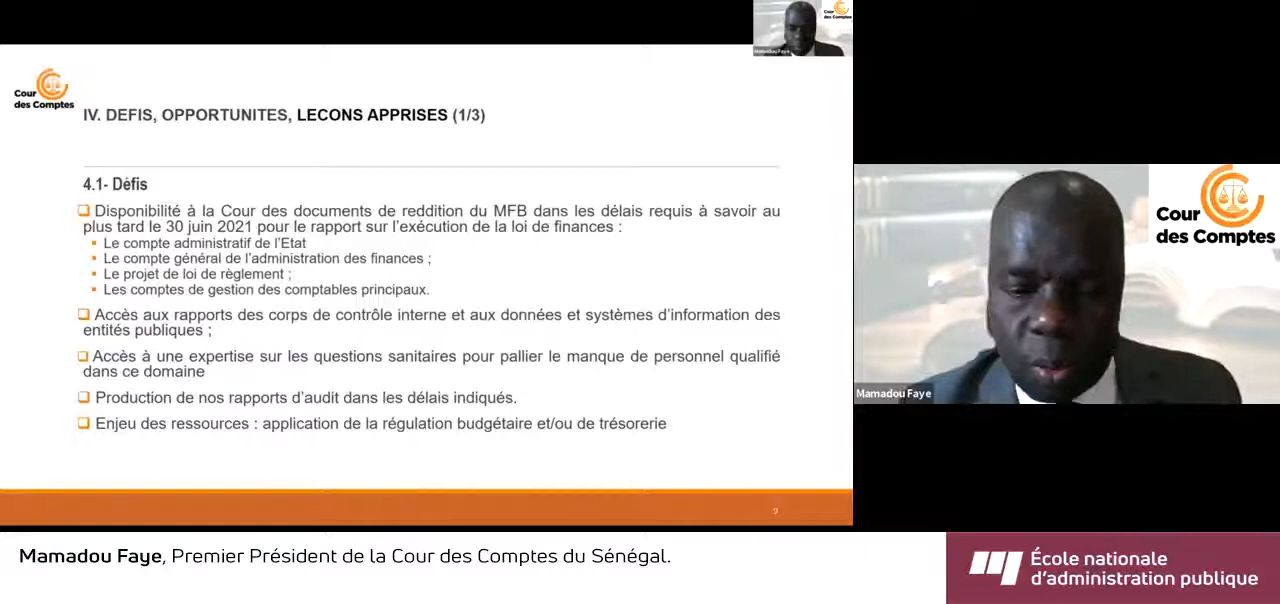 Cour
des Comptes
Mamadou Faye
Cour
des Comptes
IV. DEFIS, OPPORTUNITES, LECONS APPRISES (1/3)
4.1- Défis
Disponibilité à la Cour des documents de reddition du MFB dans les délais requis à savoir au
plus tard le 30 juin 2021 pour le rapport sur l'exécution de la loi de finances :
Le compte administratif de l'Etat
Le compte général de l'administration des finances ;
Le projet de loi de règlement ;
Les comptes de gestion des comptables principaux.
Accès aux rapports des corps de contrôle interne et aux données et systèmes d'information des
entités publiques ;
Accès à une expertise sur les questions sanitaires pour pallier le manque de personnel qualifié
dans ce domaine
Production de nos rapports d'audit dans les délais indiqués.
Enjeu des ressources : application de la régulation budgétaire et/ou de trésorerie
9
Cour
des Comptes
Mamadou Faye
Mamadou Faye, Premier Président de la Cour des Comptes du Sénégal.
École nationale
d'administration publique